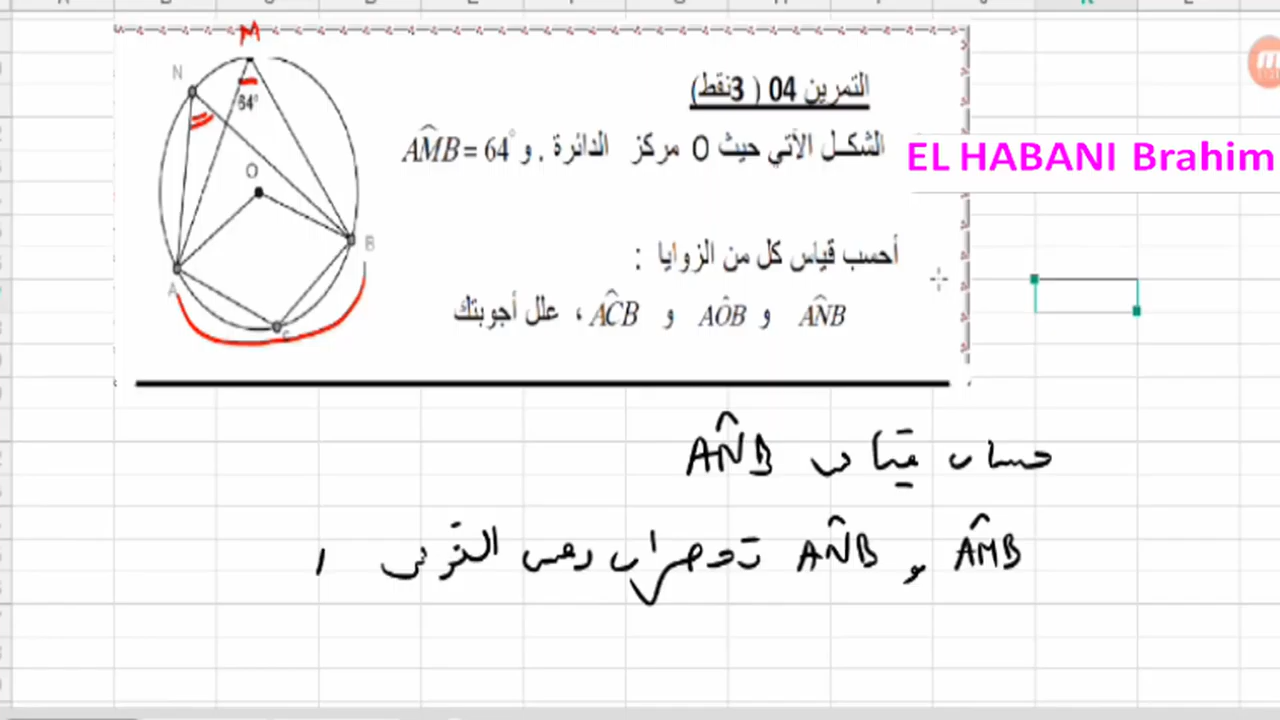 M
N
64°
O
B
A
C
التمرين 04 ( 3نقط)
الشكل الآتي حيث O مركز الدائرة . و AMB = 64°
EL HABANI Brahim
أحسب قياس كل من الزوايا :
ANB و AOB و ACB ، علل أجوبتك
حساب قياس ANB
AMB و ANB تحصران نفس القوس